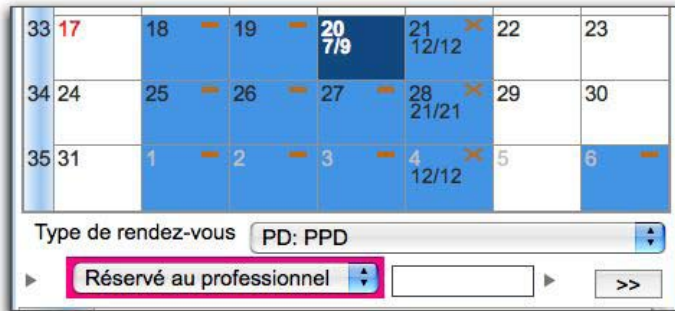 33 17 18 19 20 21 22 23
7/9 12/12
34 24 25 26 27 28 29 30
21/21
35 31 1 2 3 4 5 6
12/12
Type de rendez-vous PD: PPD
Réservé au professionnel >>